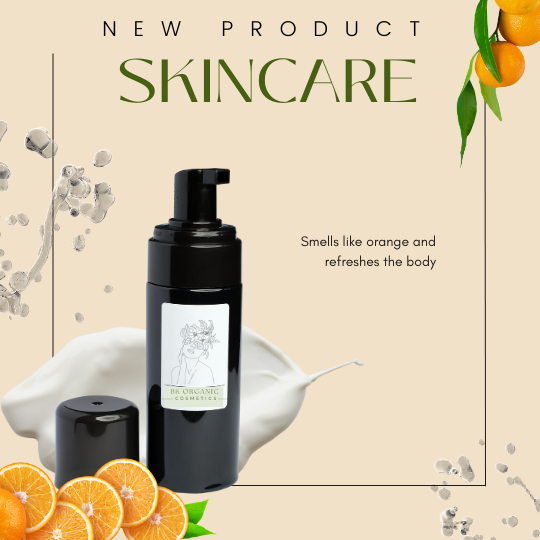 NEW PRODUCT
SKINCARE
Smells like orange and
refreshes the body
BK ORGANIC
COSMETICS